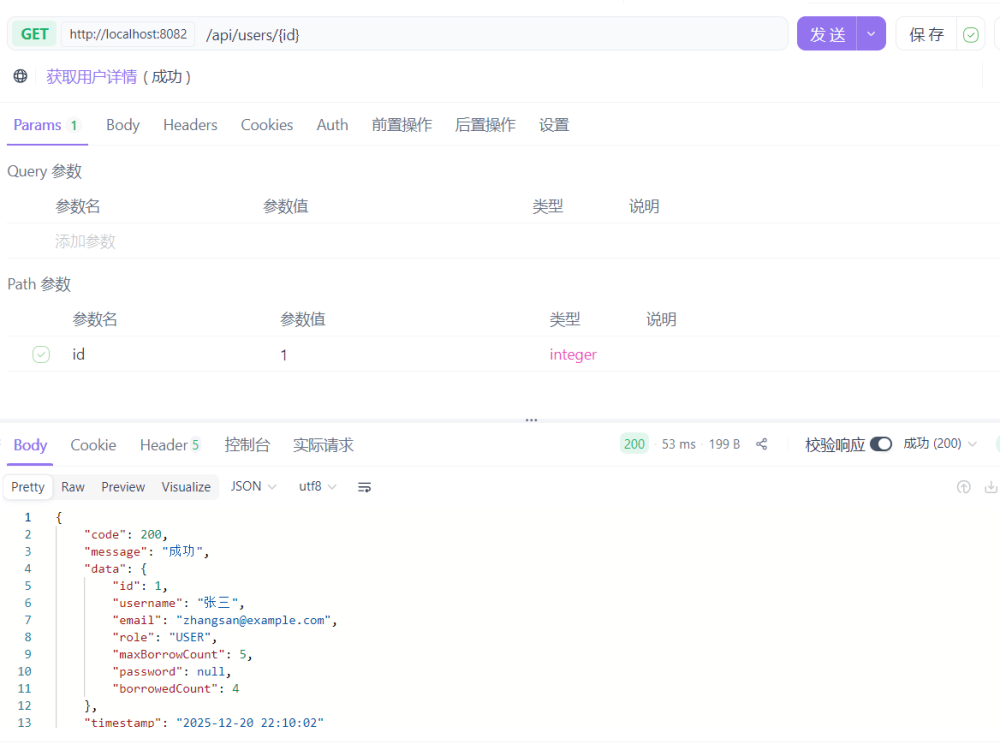 GET http://localhost:8082 /api/users/{id} 发 送 保 存
获取用户详情 ( 成功 )
Params 1 Body Headers Cookies Auth 前置操作 后置操作 设置
Query 参数
参数名 参数值 类型 说明
添加参数
Path 参数
参数名 参数值 类型 说明
id 1 integer
Body Cookie Header 5 控制台 实际请求 200 53 ms 199 B 校验响应 成功 (200)
Pretty Raw Preview Visualize JSON utf8
1 {
2 "code": 200,
3 "message": "成功",
4 "data": {
5 "id": 1,
6 "username": "张三",
7 "email": "zhangsan@example.com",
8 "role": "USER",
9 "maxBorrowCount": 5,
10 "password": null,
11 "borrowedCount": 4
12 },
13 "timestamp": "2025-12-20 22:10:02"